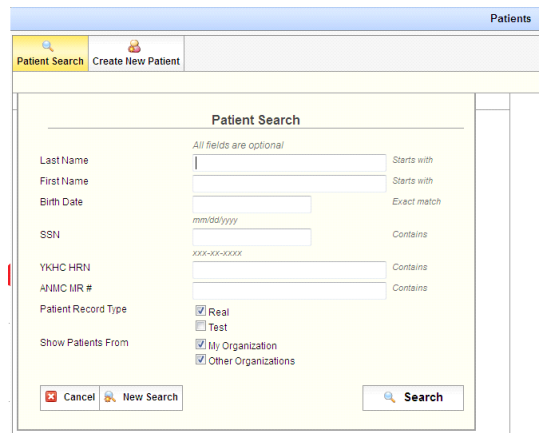 Patients
Patient Search Create New Patient
Patient Search
All fields are optional
Last Name Starts with
First Name Starts with
Birth Date Exact match
mm/dd/yyyy
SSN Contains
xxx-xx-xxxx
YKHC HRN Contains
ANMC MR # Contains
Patient Record Type Real
Test
Show Patients From My Organization
Other Organizations
Cancel New Search Search